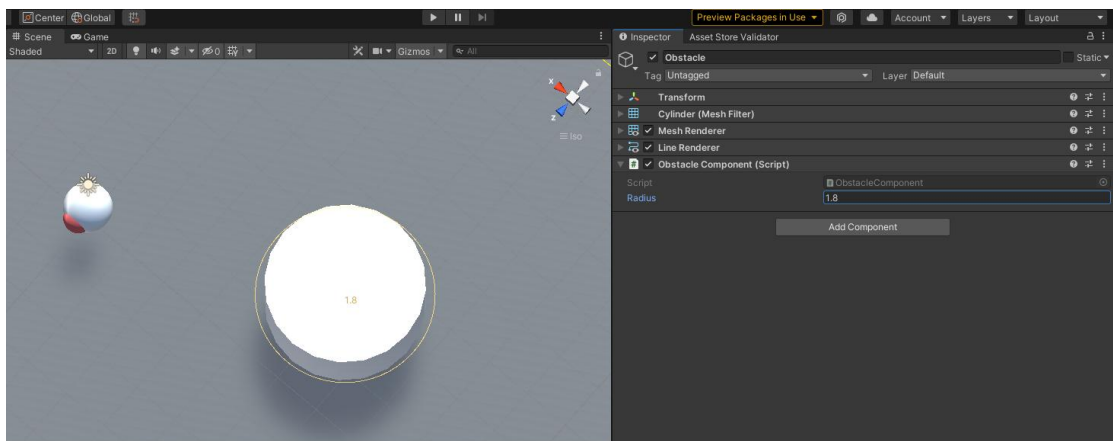 Center Global Preview Packages in Use Account Layers Layout
Scene Game
Shaded 2D 0 Gizmos All
x
z
Iso
1.8
Inspector Asset Store Validator
Obstacle Static
Tag Untagged Layer Default
Transform
Cylinder (Mesh Filter)
Mesh Renderer
Line Renderer
# Obstacle Component (Script)
Script ObstacleComponent
Radius 1.8
Add Component